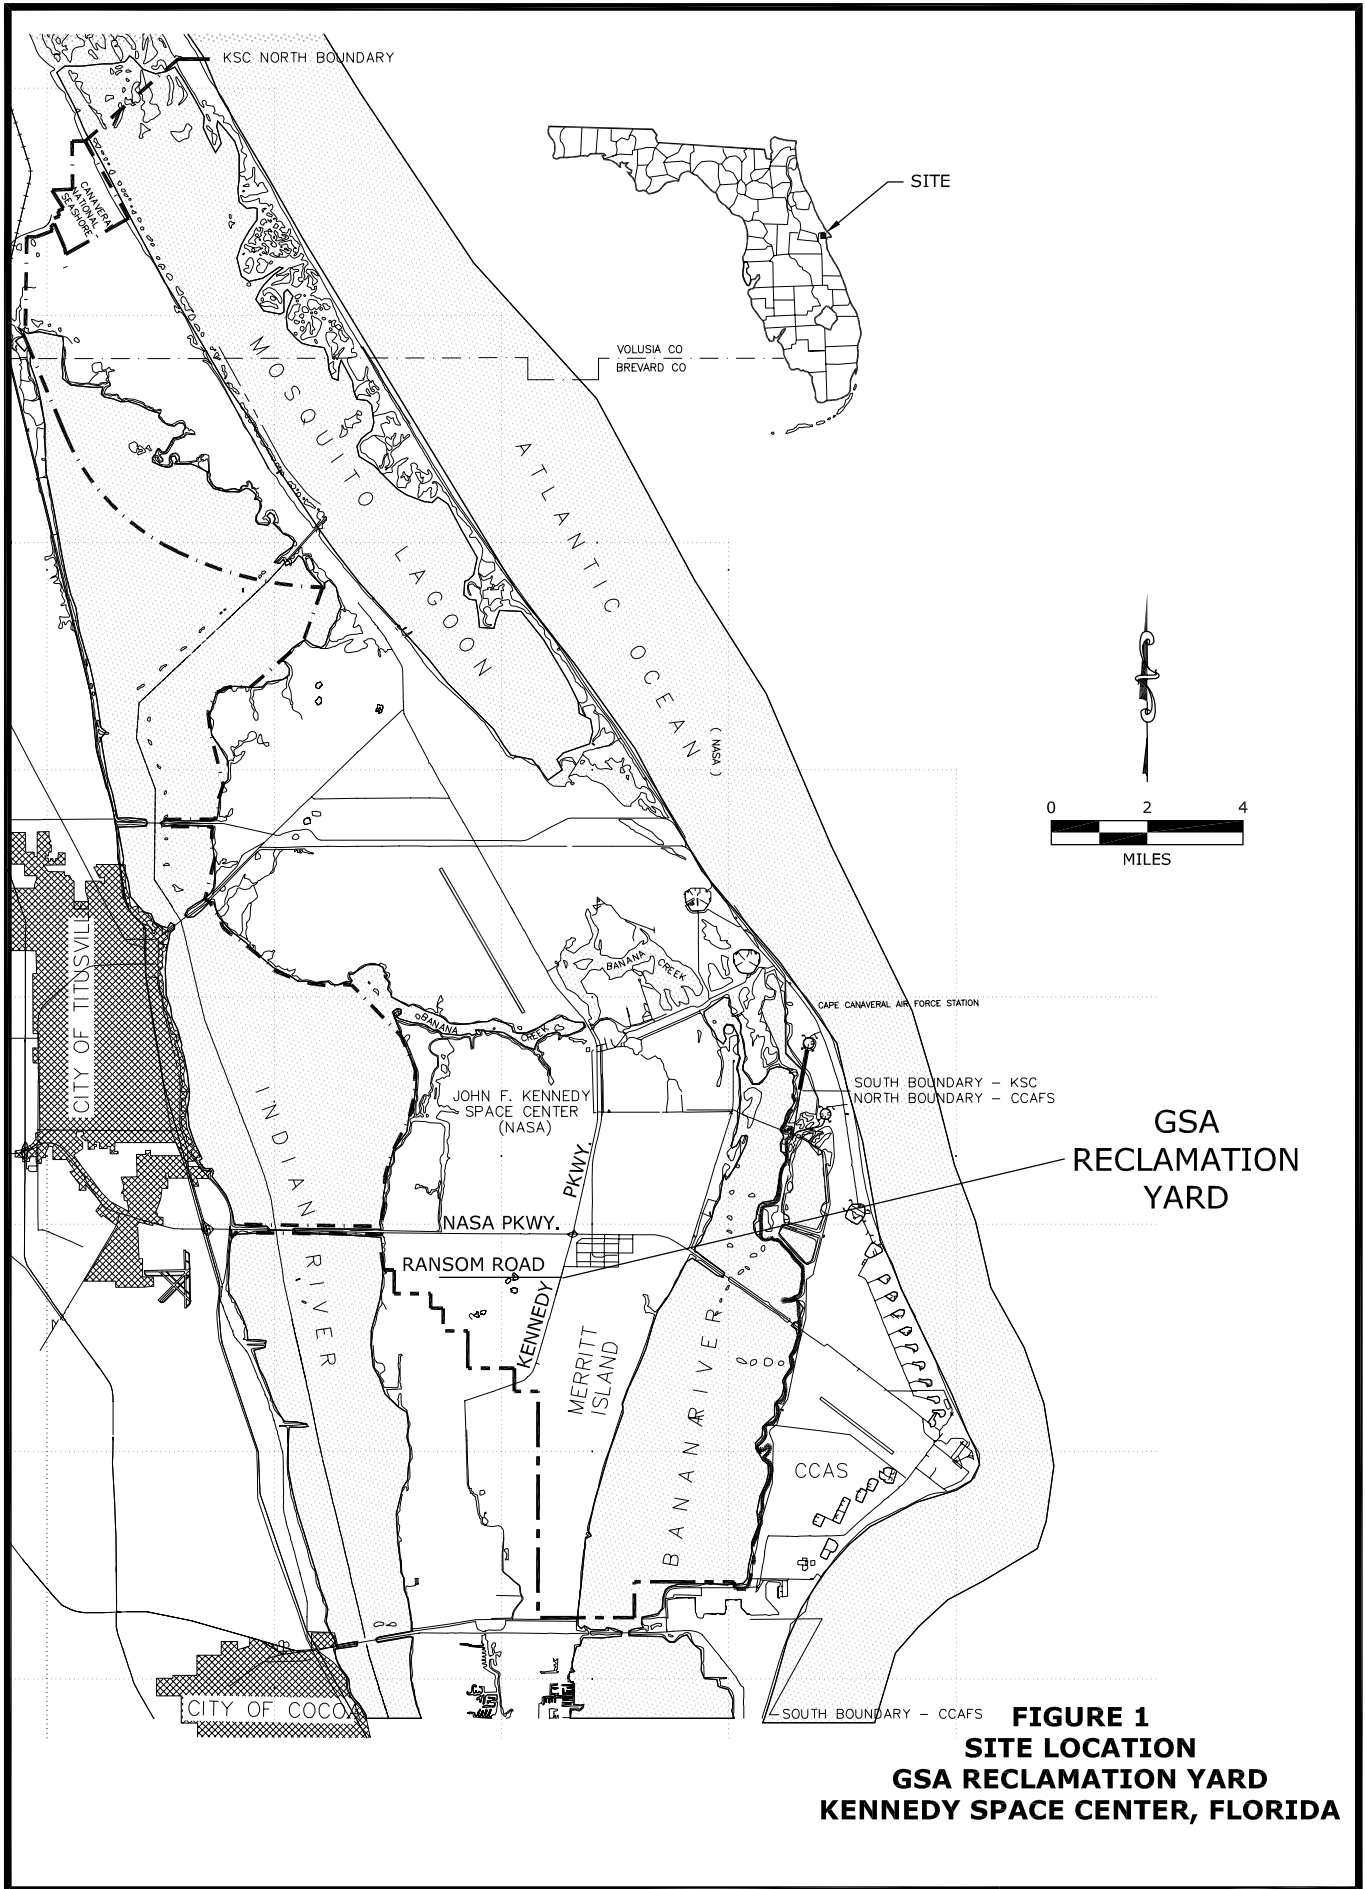 KSC NORTH BOUNDARY
SITE
CANAVERAL
NATIONAL
SEASHORE
VOLUSIA CO
BREVARD CO
MOSQUITO LAGOON
ATLANTIC OCEAN
( NASA )
0 2 4
MILES
CITY OF TITUSVILL
BANANA CREEK
BANANA CREEK
CAPE CANAVERAL AIR FORCE STATION
SOUTH BOUNDARY – KSC
NORTH BOUNDARY – CCAFS
JOHN F. KENNEDY
SPACE CENTER
(NASA)
GSA
RECLAMATION
YARD
INDIAN RIVER
KENNEDY PKWY.
NASA PKWY.
RANSOM ROAD
MERRITT
ISLAND
BANANA RIVER
CCAS
CITY OF COCOA
SOUTH BOUNDARY – CCAFS
FIGURE 1
SITE LOCATION
GSA RECLAMATION YARD
KENNEDY SPACE CENTER, FLORIDA